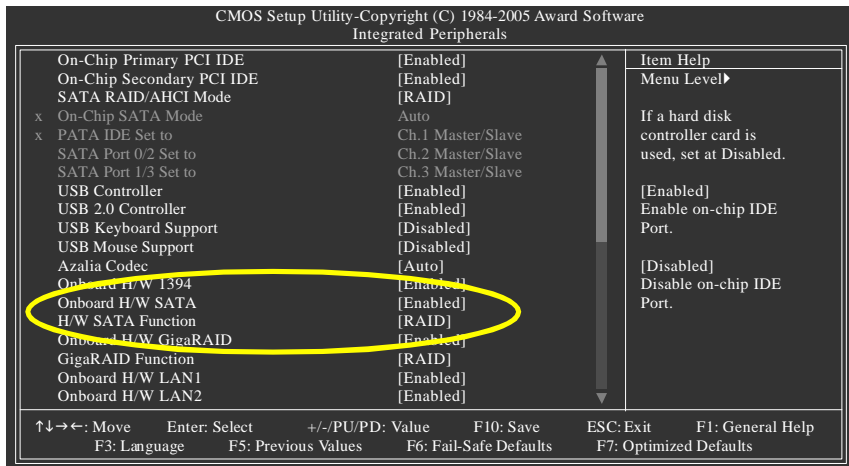 CMOS Setup Utility-Copyright (C) 1984-2005 Award Software
Integrated Peripherals
On-Chip Primary PCI IDE [Enabled]
On-Chip Secondary PCI IDE [Enabled]
SATA RAID/AHCI Mode [RAID]
x On-Chip SATA Mode Auto
x PATA IDE Set to Ch.1 Master/Slave
SATA Port 0/2 Set to Ch.2 Master/Slave
SATA Port 1/3 Set to Ch.3 Master/Slave
USB Controller [Enabled]
USB 2.0 Controller [Enabled]
USB Keyboard Support [Disabled]
USB Mouse Support [Disabled]
Azalia Codec [Auto]
Onboard H/W 1394 [Enabled]
Onboard H/W SATA [Enabled]
H/W SATA Function [RAID]
Onboard H/W GigaRAID [Enabled]
GigaRAID Function [RAID]
Onboard H/W LAN1 [Enabled]
Onboard H/W LAN2 [Enabled]
Item Help
Menu Level▶
If a hard disk
controller card is
used, set at Disabled.
[Enabled]
Enable on-chip IDE
Port.
[Disabled]
Disable on-chip IDE
Port.
↑↓→←: Move Enter: Select +/-/PU/PD: Value F10: Save ESC: Exit F1: General Help
F3: Language F5: Previous Values F6: Fail-Safe Defaults F7: Optimized Defaults